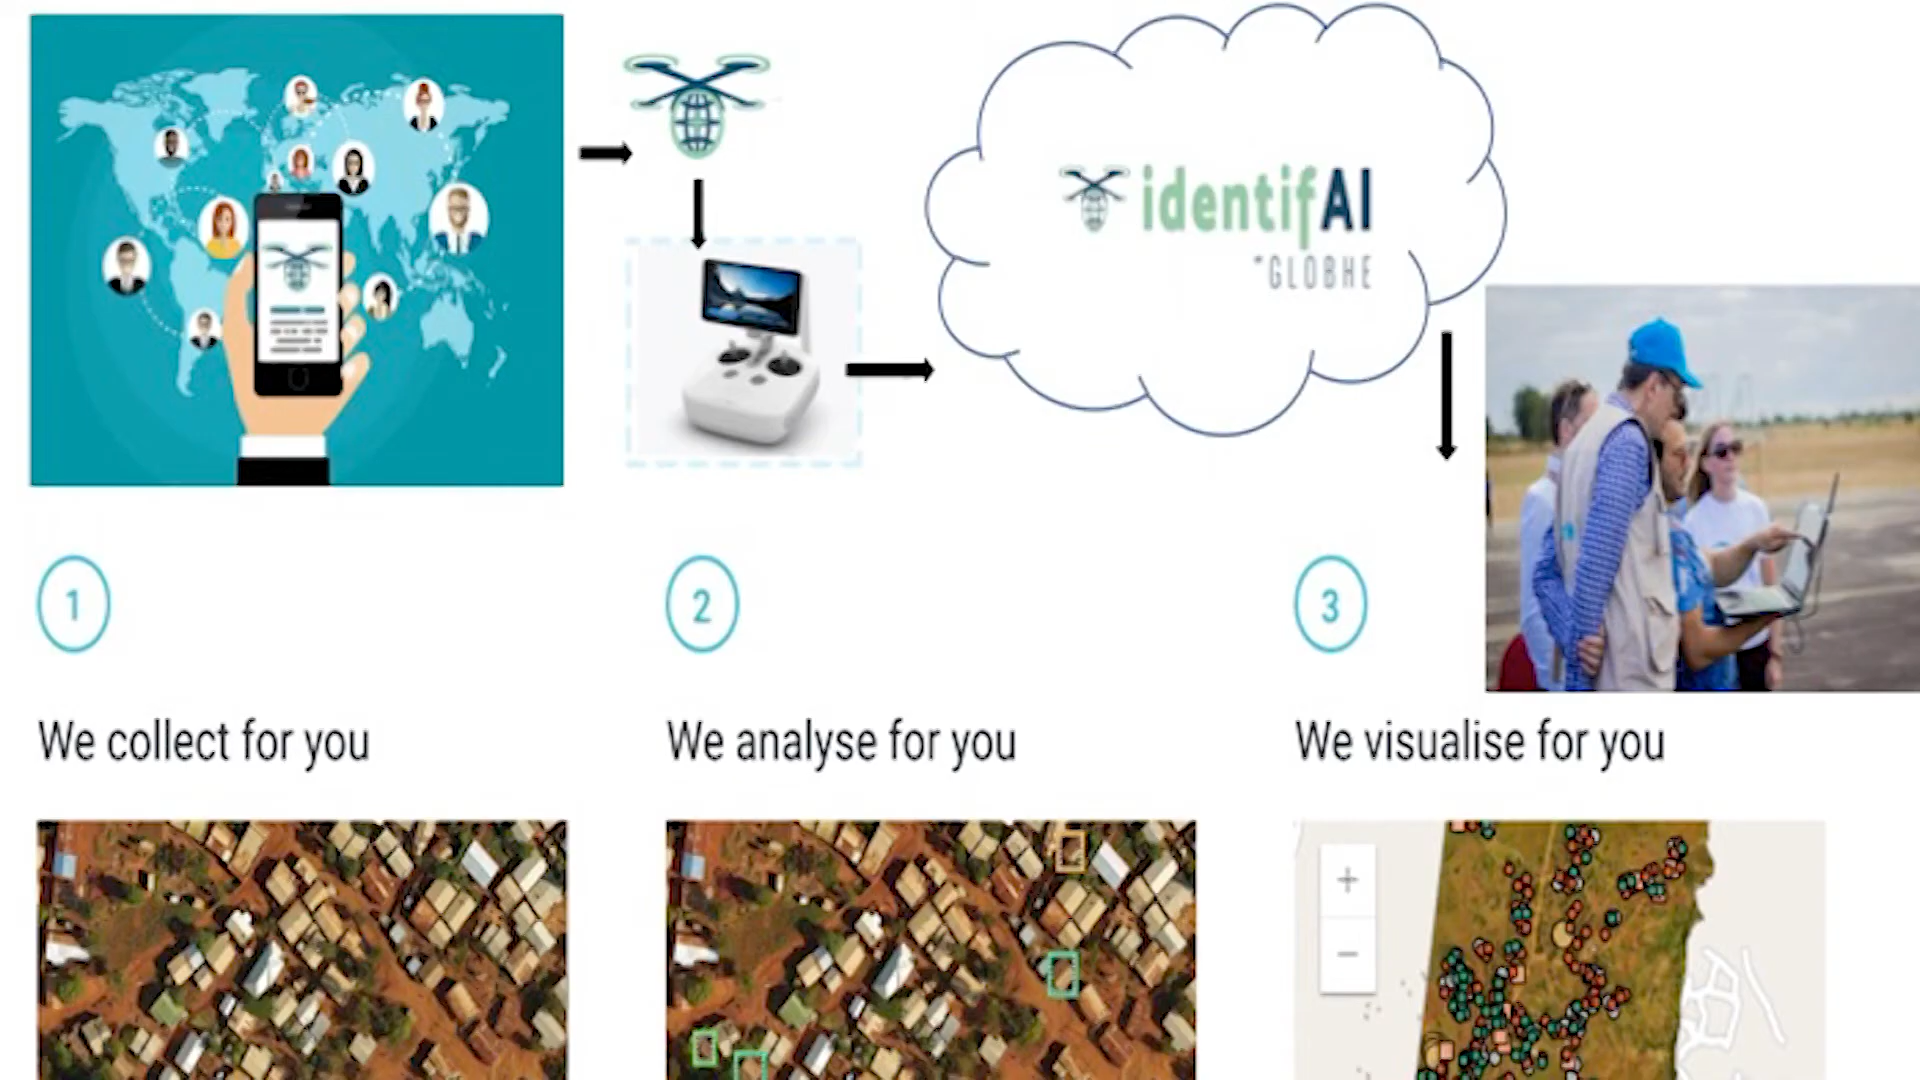 identifAI
*GLOBHE
1
2
3
We collect for you
We analyse for you
We visualise for you
+
−